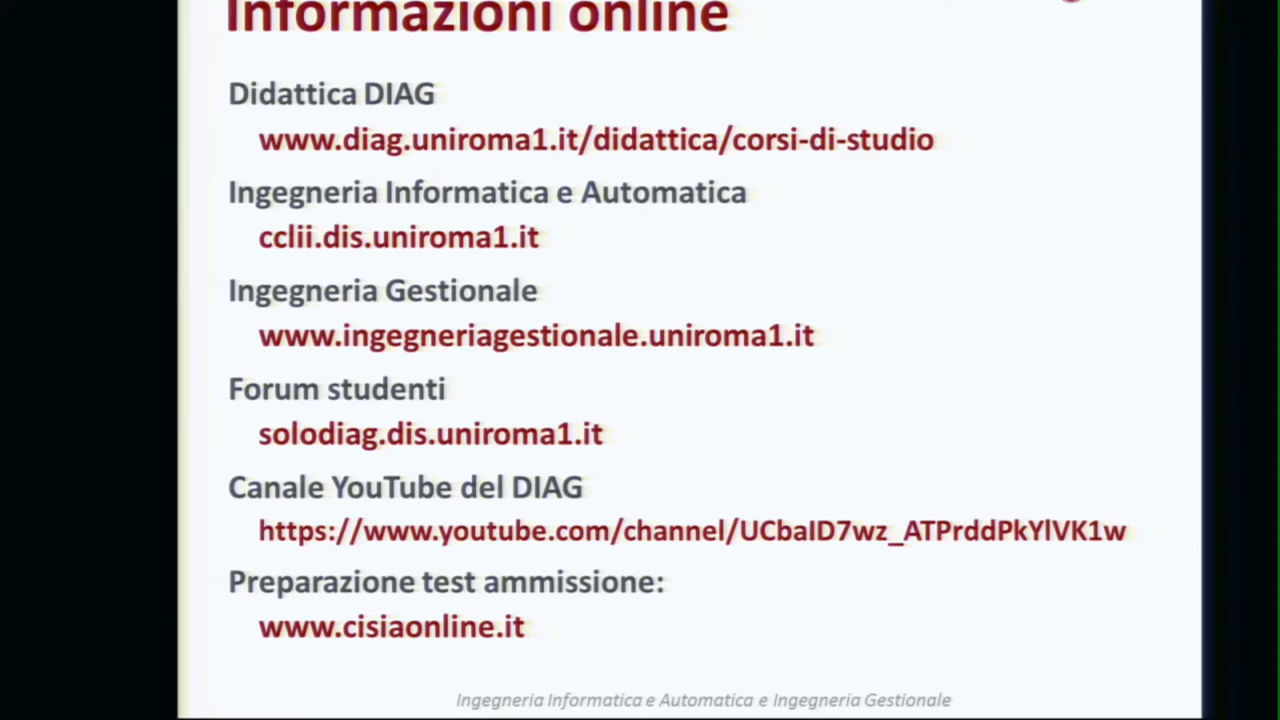 Informazioni online
Didattica DIAG
www.diag.uniroma1.it/didattica/corsi-di-studio
Ingegneria Informatica e Automatica
cclii.dis.uniroma1.it
Ingegneria Gestionale
www.ingegneriagestionale.uniroma1.it
Forum studenti
solodiag.dis.uniroma1.it
Canale YouTube del DIAG
https://www.youtube.com/channel/UCbaID7wz_ATPrddPkYlVK1w
Preparazione test ammissione:
www.cisiaonline.it
Ingegneria Informatica e Automatica e Ingegneria Gestionale